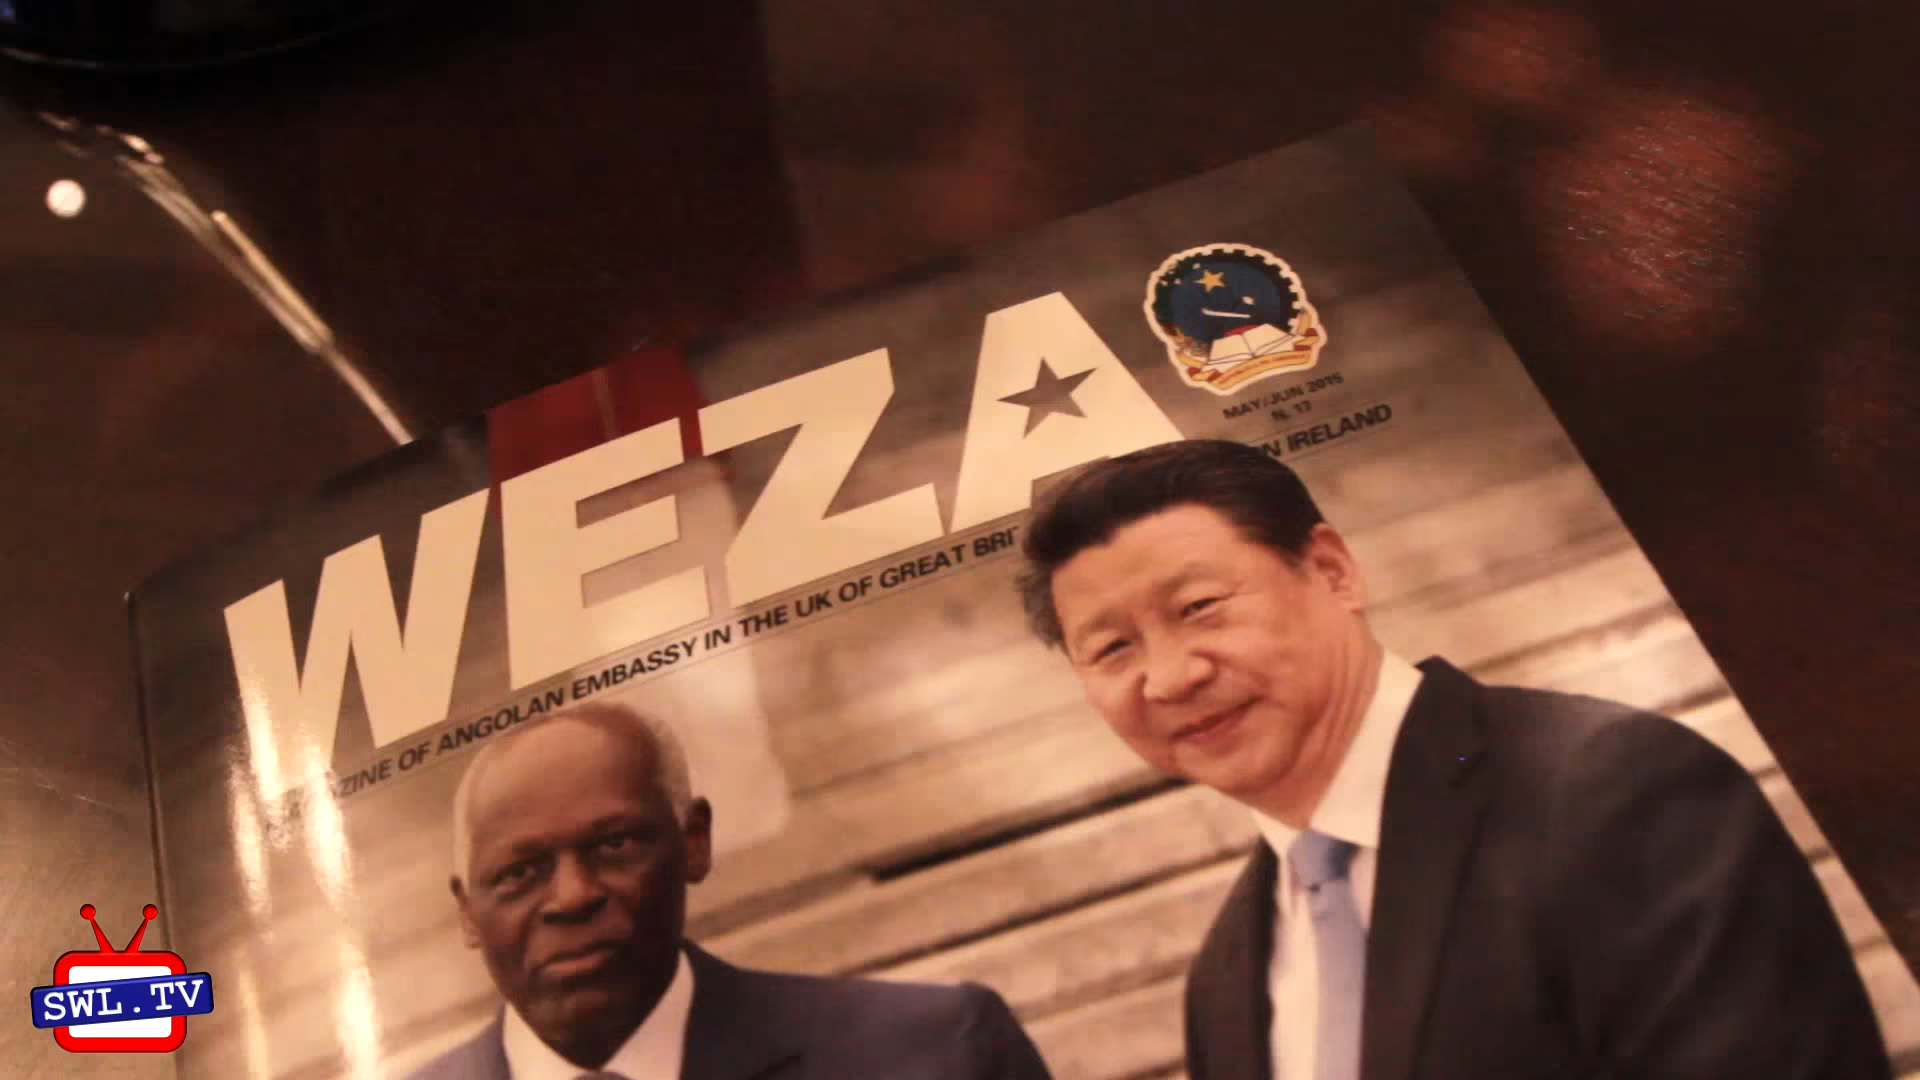 WEZA
MAY/JUN 2015
N. 17
ZINE OF ANGOLAN EMBASSY IN THE UK OF GREAT BRI N IRELAND
SWL.TV